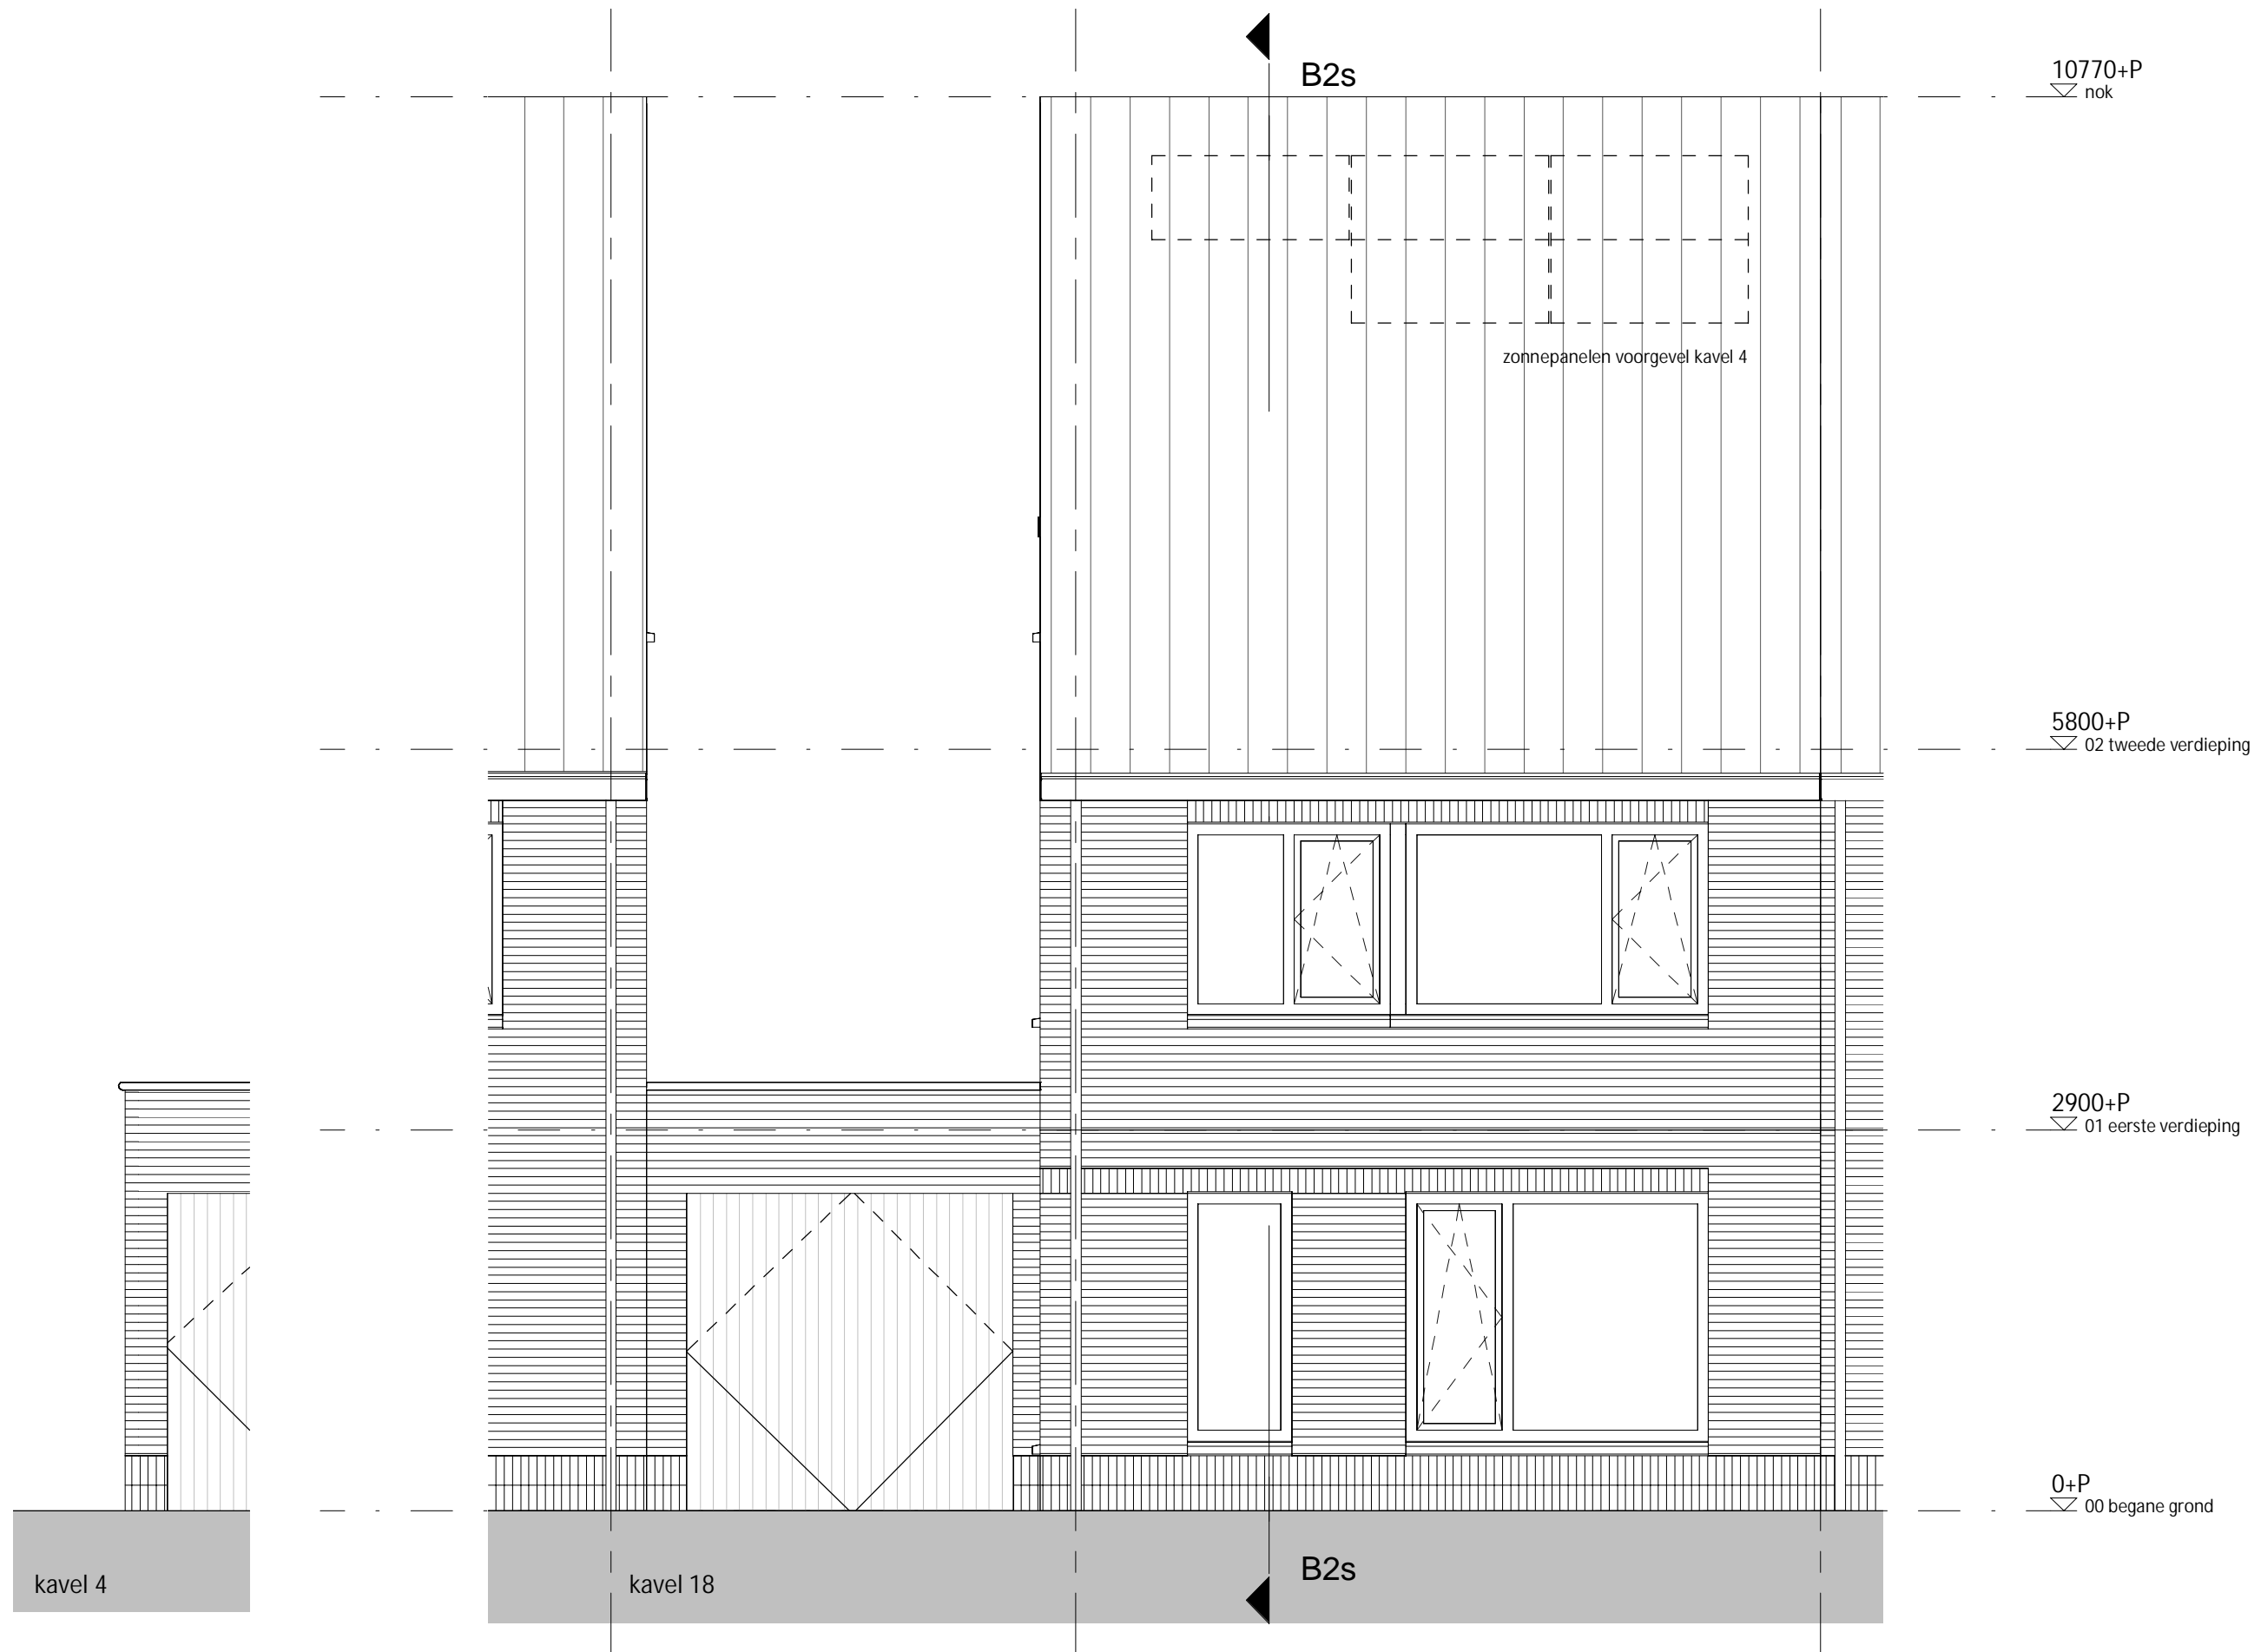 B2s
10770+P
nok
zonnepanelen voorgevel kavel 4
5800+P
02 tweede verdieping
2900+P
01 eerste verdieping
0+P
00 begane grond
kavel 4
kavel 18
B2s